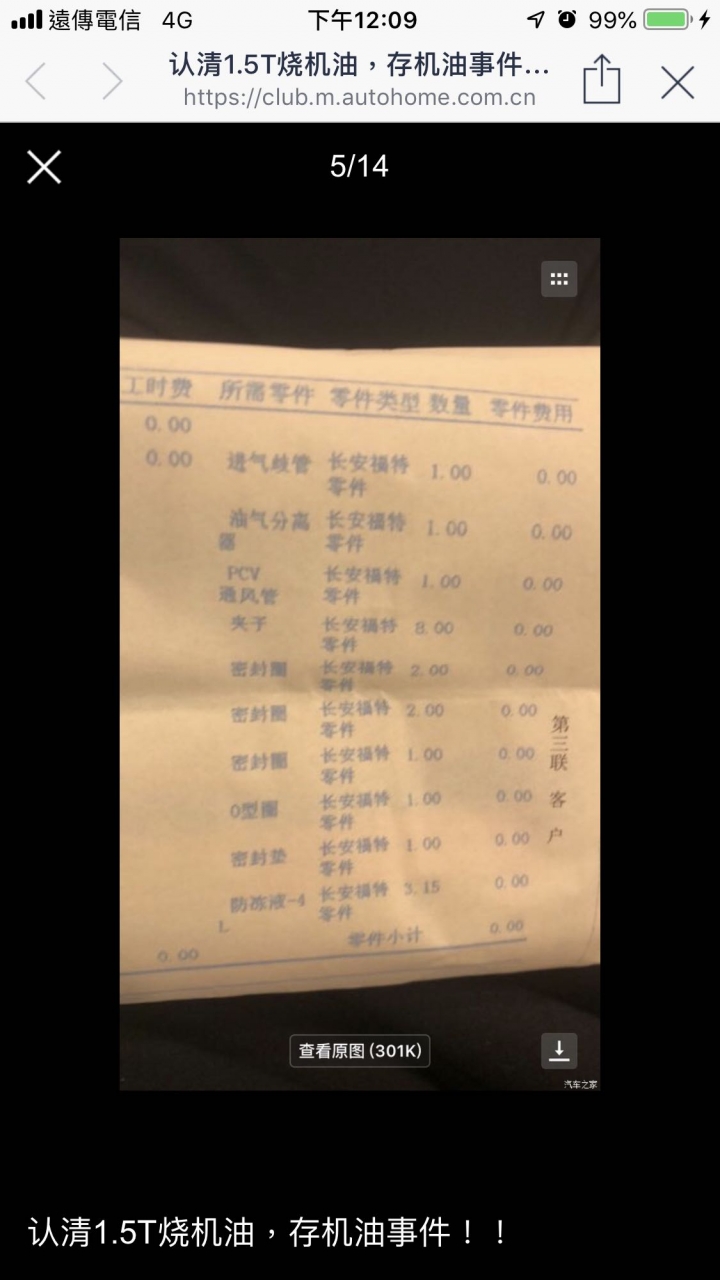 遠傳電信 4G 下午12:09 99%
认清1.5T烧机油，存机油事件...
https://club.m.autohome.com.cn
5/14
工时费 所需零件 零件类型 数量 零件费用
0.00
0.00 进气歧管 长安福特 1.00 0.00
零件
油气分离 长安福特 1.00 0.00
器 零件
PCV 长安福特 1.00 0.00
通风管 零件
夹子 长安福特 8.00 0.00
零件
密封圈 长安福特 2.00 0.00
零件
密封圈 长安福特 2.00 0.00
零件
密封圈 长安福特 1.00 0.00
零件
O型圈 长安福特 1.00 0.00
零件
密封垫 长安福特 1.00 0.00
零件
防冻液-4 长安福特 3.15 0.00
L 零件
零件小计 0.00
0.00
第三联 客户
查看原图 (301K)
汽车之家
认清1.5T烧机油，存机油事件！！